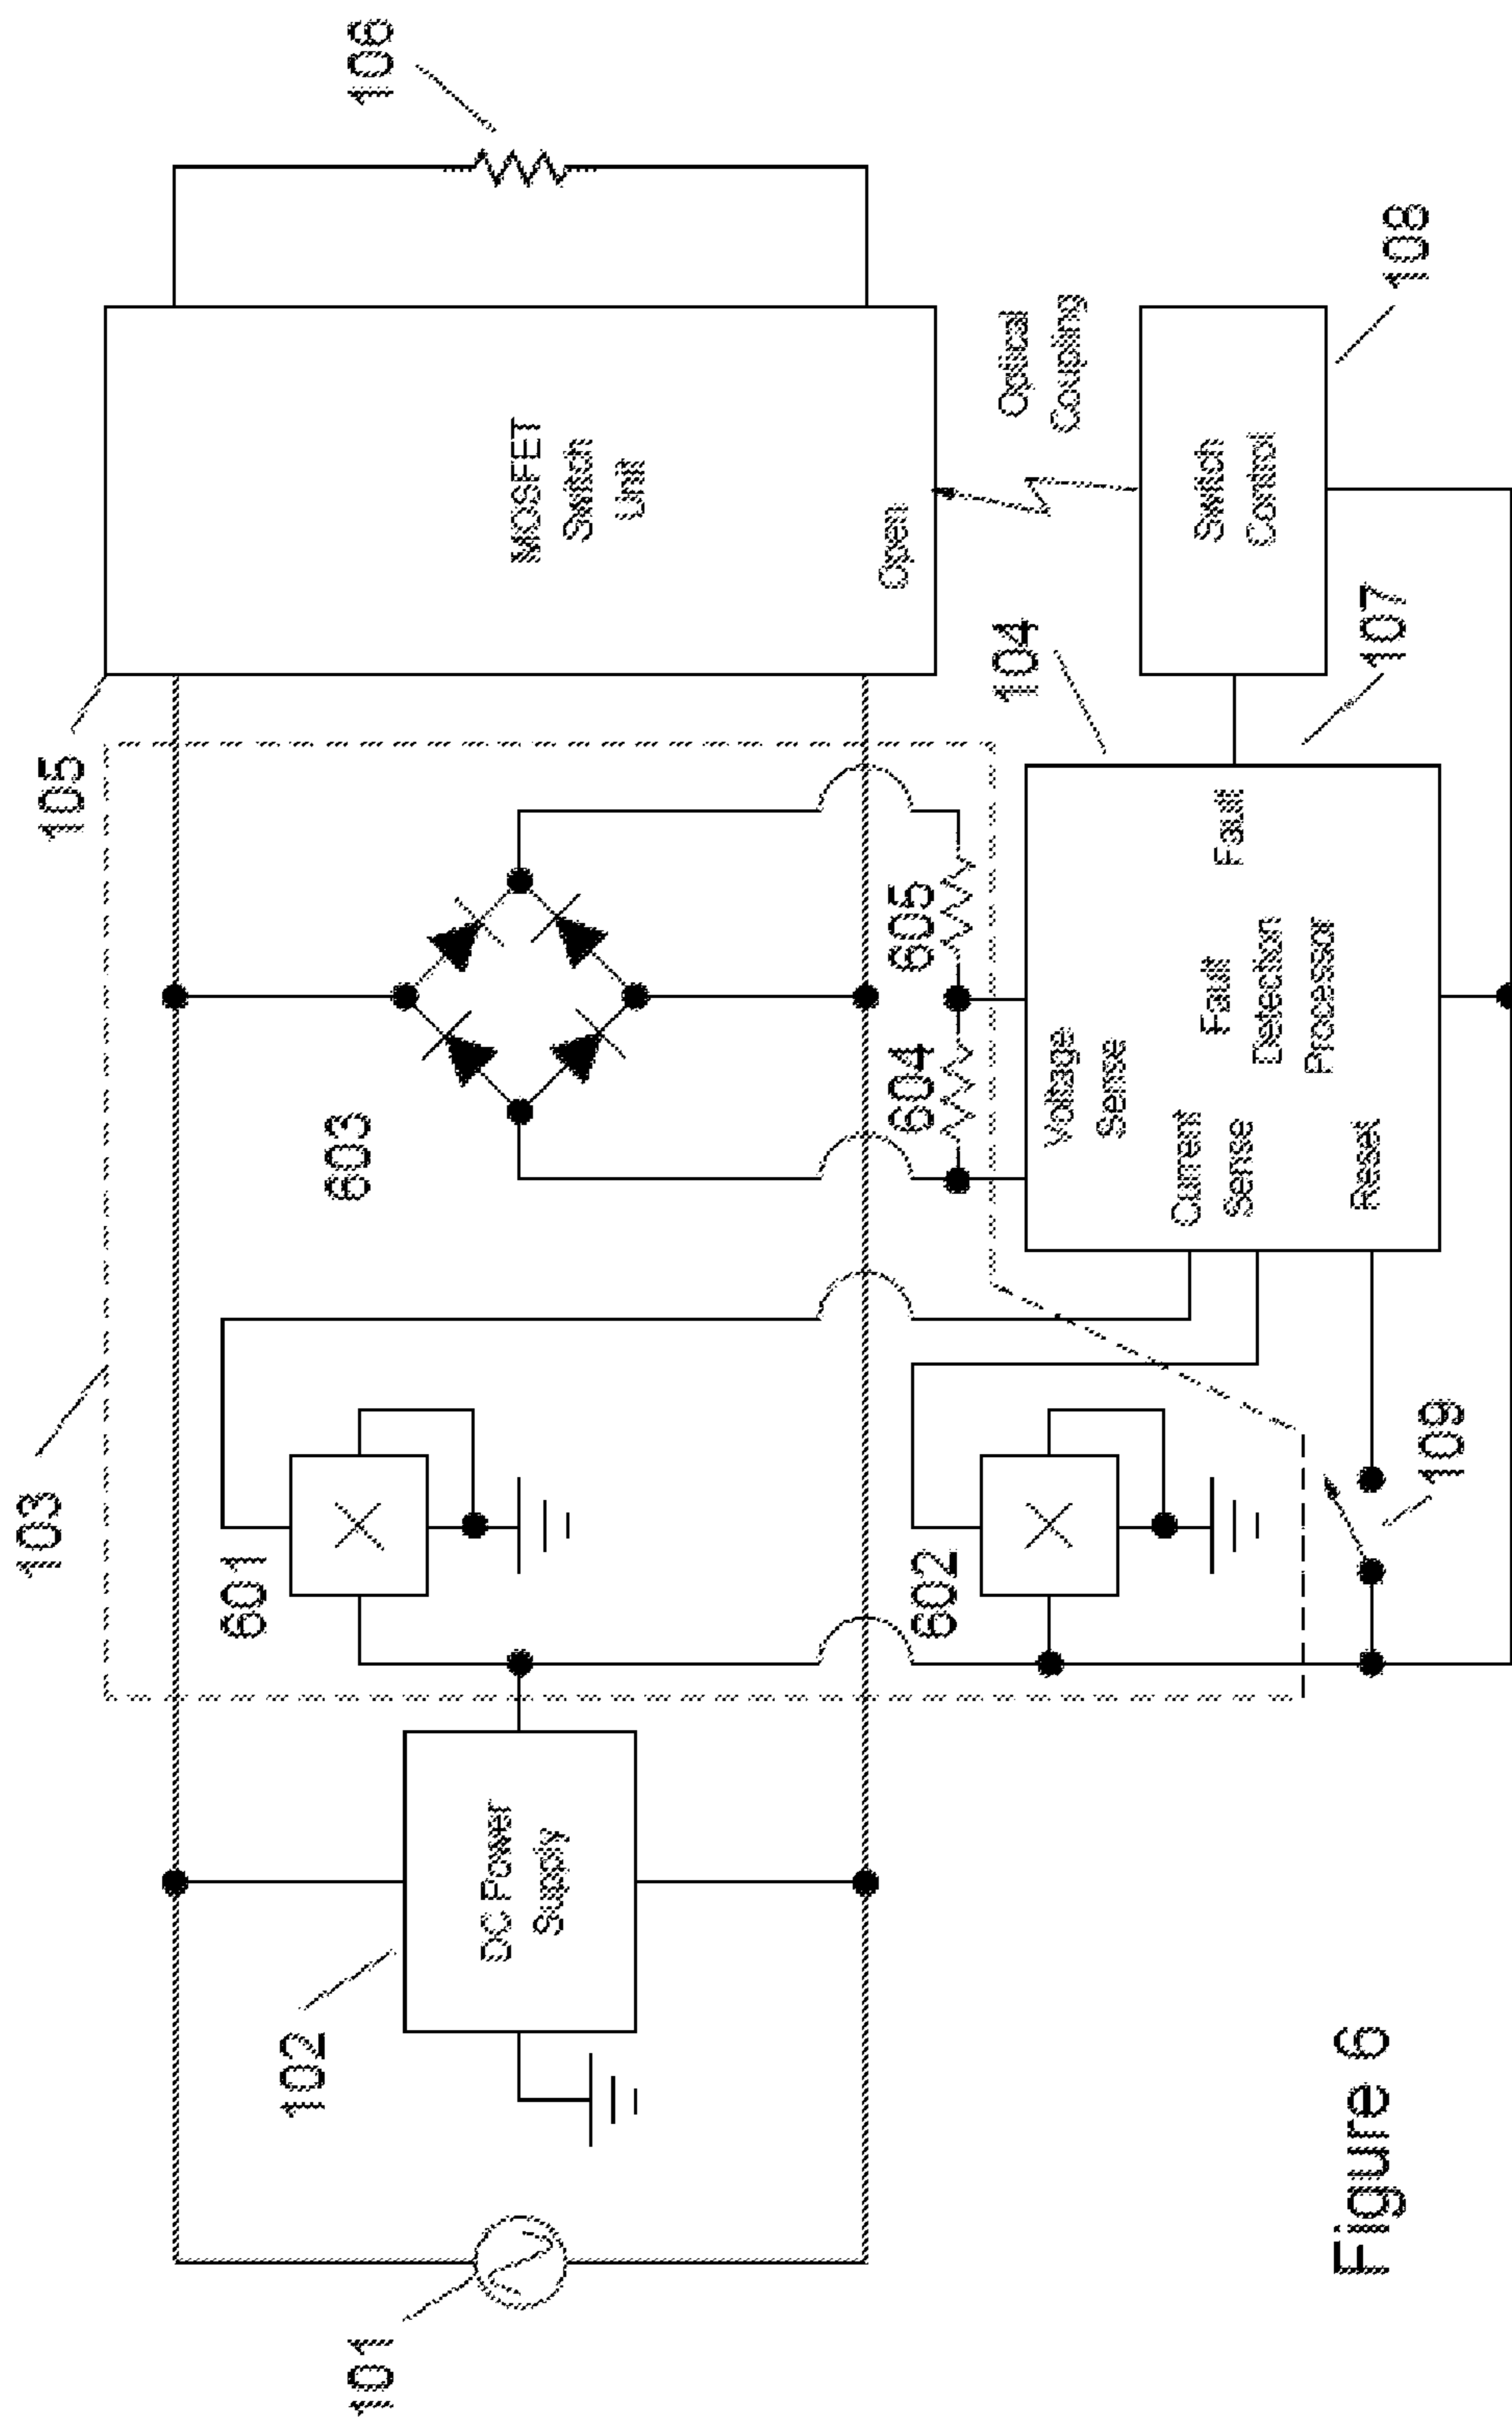 103
105
106
101
102
DC Power
Supply
601
603
MOSFET
Switch
Unit
Open
602
604
605
104
Optical
Coupling
Voltage
Sense
Current
Sense
Fault
Fault
Detection
Processor
Reset
Switch
Control
107
108
109
Figure 6